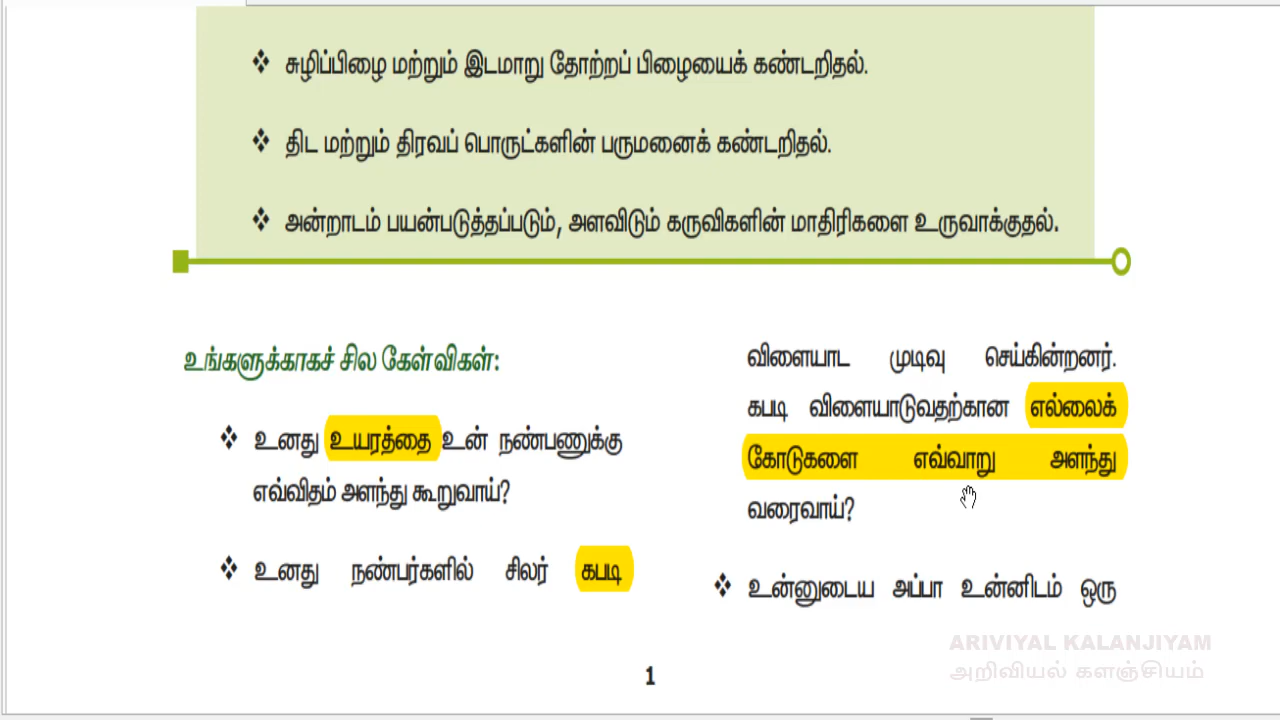 ❖ சுழிப்பிழை மற்றும் இடமாறு தோற்றப் பிழையைக் கண்டறிதல்.
❖ திட மற்றும் திரவப் பொருட்களின் பருமனைக் கண்டறிதல்.
❖ அன்றாடம் பயன்படுத்தப்படும், அளவிடும் கருவிகளின் மாதிரிகளை உருவாக்குதல்.
உங்களுக்காகச் சில கேள்விகள்:
❖ உனது உயரத்தை உன் நண்பனுக்கு
எவ்விதம் அளந்து கூறுவாய்?
❖ உனது நண்பர்களில் சிலர் கபடி
விளையாட முடிவு செய்கின்றனர்.
கபடி விளையாடுவதற்கான எல்லைக்
கோடுகளை எவ்வாறு அளந்து
வரைவாய்?
❖ உன்னுடைய அப்பா உன்னிடம் ஒரு
1
ARIVIYAL KALANJIYAM
அறிவியல் களஞ்சியம்